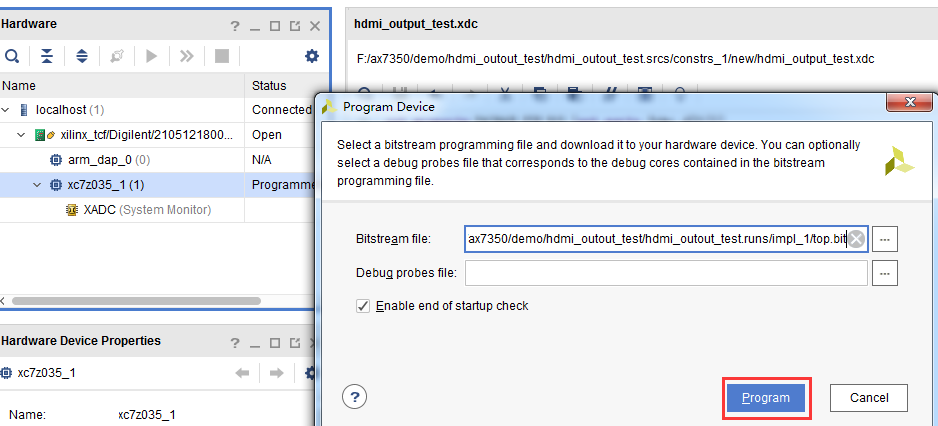 Hardware
Name
Status
localhost (1)
Connected
xilinx_tcf/Digilent/2105121800...
Open
arm_dap_0 (0)
N/A
xc7z035_1 (1)
Programme
XADC (System Monitor)
Hardware Device Properties
xc7z035_1
Name:
xc7z035_1
hdmi_output_test.xdc
F:/ax7350/demo/hdmi_outout_test/hdmi_outout_test.srcs/constrs_1/new/hdmi_output_test.xdc
Program Device
Select a bitstream programming file and download it to your hardware device. You can optionally
select a debug probes file that corresponds to the debug cores contained in the bitstream
programming file.
Bitstream file:
ax7350/demo/hdmi_outout_test/hdmi_outout_test.runs/impl_1/top.bit
...
Debug probes file:
...
Enable end of startup check
Program
Cancel